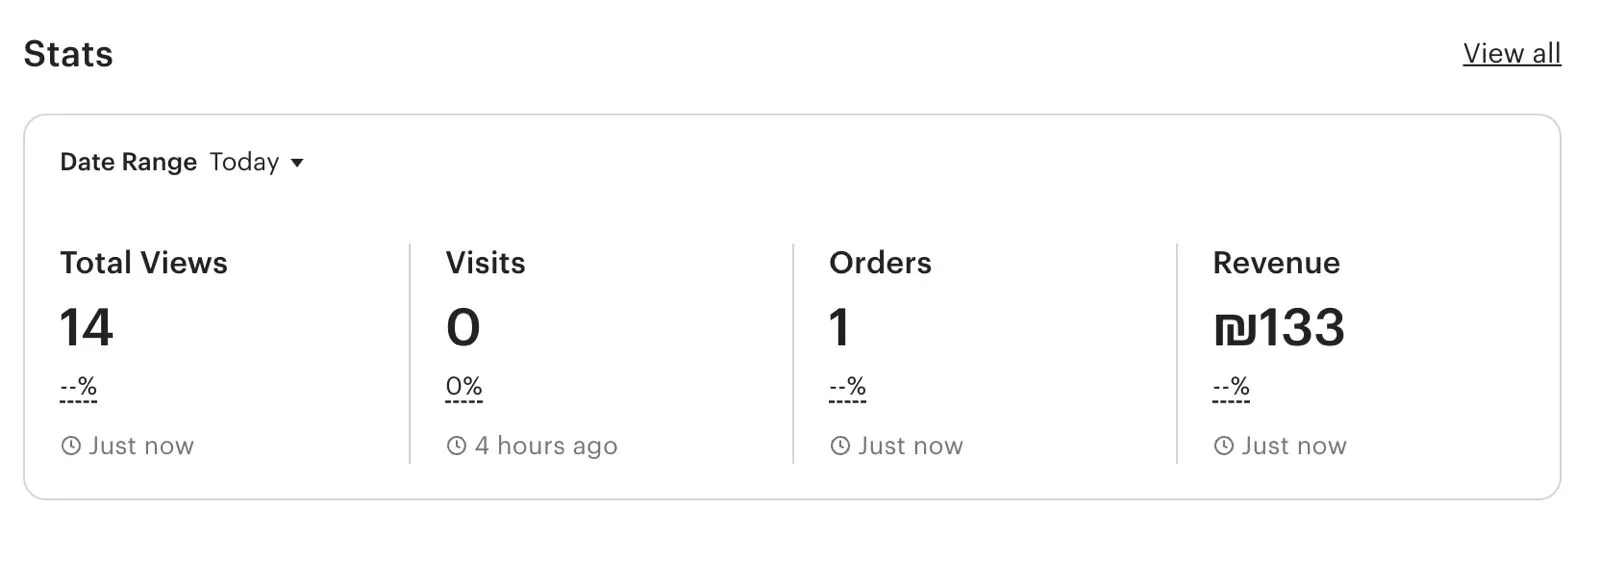 Stats
View all
Date Range Today
Total Views
14
--%
Just now
Visits
0
0%
4 hours ago
Orders
1
--%
Just now
Revenue
₪133
--%
Just now